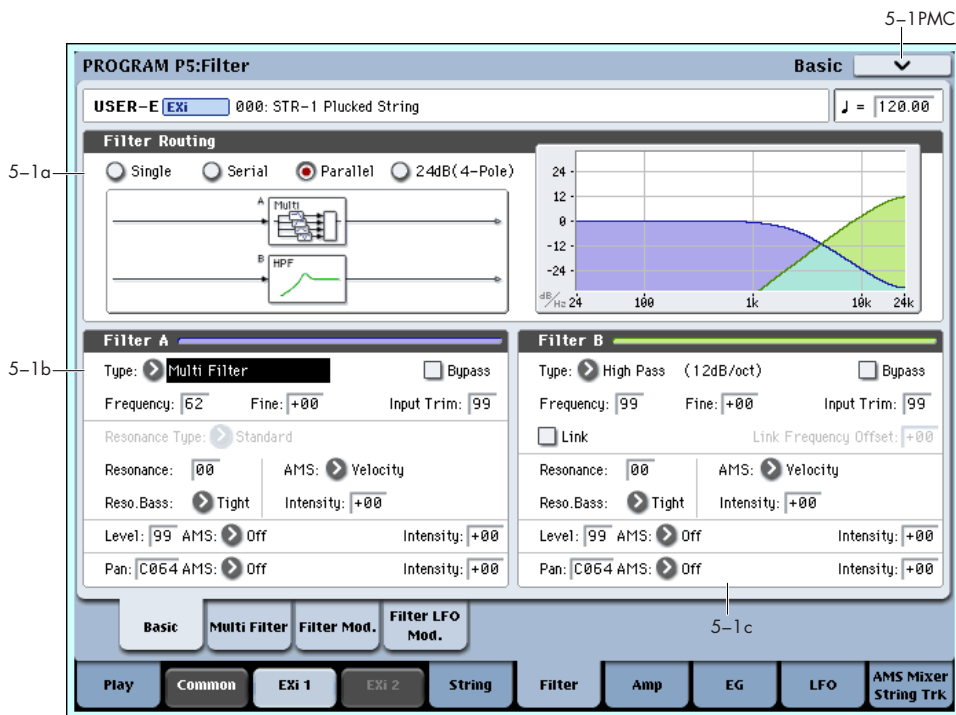 5–1PMC
PROGRAM P5:Filter Basic
USER–E EXi 000: STR–1 Plucked String ♩ = 120.00
Filter Routing
5–1a
Single Serial Parallel 24dB(4-Pole)
A Multi
B HPF
24
12
0
-12
-24
dB/Hz 24 100 1k 10k 24k
5–1b
Filter A
Type: Multi Filter Bypass
Frequency: 62 Fine: +00 Input Trim: 99
Resonance Type: Standard
Resonance: 00 AMS: Velocity
Reso.Bass: Tight Intensity: +00
Level: 99 AMS: Off Intensity: +00
Pan: C064 AMS: Off Intensity: +00
Filter B
Type: High Pass (12dB/oct) Bypass
Frequency: 99 Fine: +00 Input Trim: 99
Link Link Frequency Offset: +00
Resonance: 00 AMS: Velocity
Reso.Bass: Tight Intensity: +00
Level: 99 AMS: Off Intensity: +00
Pan: C064 AMS: Off Intensity: +00
5–1c
Basic Multi Filter Filter Mod. Filter LFO Mod.
Play Common EXi 1 EXi 2 String Filter Amp EG LFO AMS Mixer String Trk